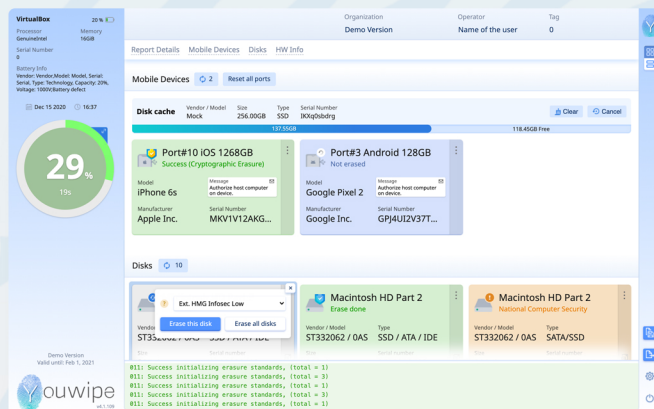 VirtualBox
20 %
Processor
Memory
GenuineIntel
16GiB
Serial Number
0
Battery Info
Vendor: Vendor,Model: Model, Serial:
Serial, Type: Technology, Capacity: 20%,
Voltage: 1000V;Battery defect
Dec 15 2020
16:37
29%
19s
Demo Version
Valid until: Feb 1, 2021
Youwipe
v4.1.109
Organization
Operator
Tag
Demo Version
Name of the user
0
Report Details
Mobile Devices
Disks
HW Info
Mobile Devices
2
Reset all ports
Disk cache
Vendor / Model
Size
Type
Serial Number
Mock
256.00GB
SSD
IKXq0sbdrg
Clear
Cancel
137.55GB
118.45GB Free
Port#10 iOS 1268GB
Success (Cryptographic Erasure)
Model
iPhone 6s
Message
Authorize host computer
on device.
Manufacturer
Serial Number
Apple Inc.
MKV1V12AKG...
Port#3 Android 128GB
Not erased
Model
Google Pixel 2
Message
Authorize host computer
on device.
Manufacturer
Serial Number
Google Inc.
GPJ4UI2V37T...
Disks
10
Ext. HMG Infosec Low
Erase this disk
Erase all disks
Macintosh HD Part 2
Erase done
Vendor / Model
Type
ST332062 / 0AS
SSD / ATA / IDE
Macintosh HD Part 2
National Computer Security
Vendor / Model
Type
ST332062 / 0AS
SATA/SSD
011: Success initializing erasure standards, (total = 1)
011: Success initializing erasure standards, (total = 3)
011: Success initializing erasure standards, (total = 1)
011: Success initializing erasure standards, (total = 3)
011: Success initializing erasure standards, (total = 1)